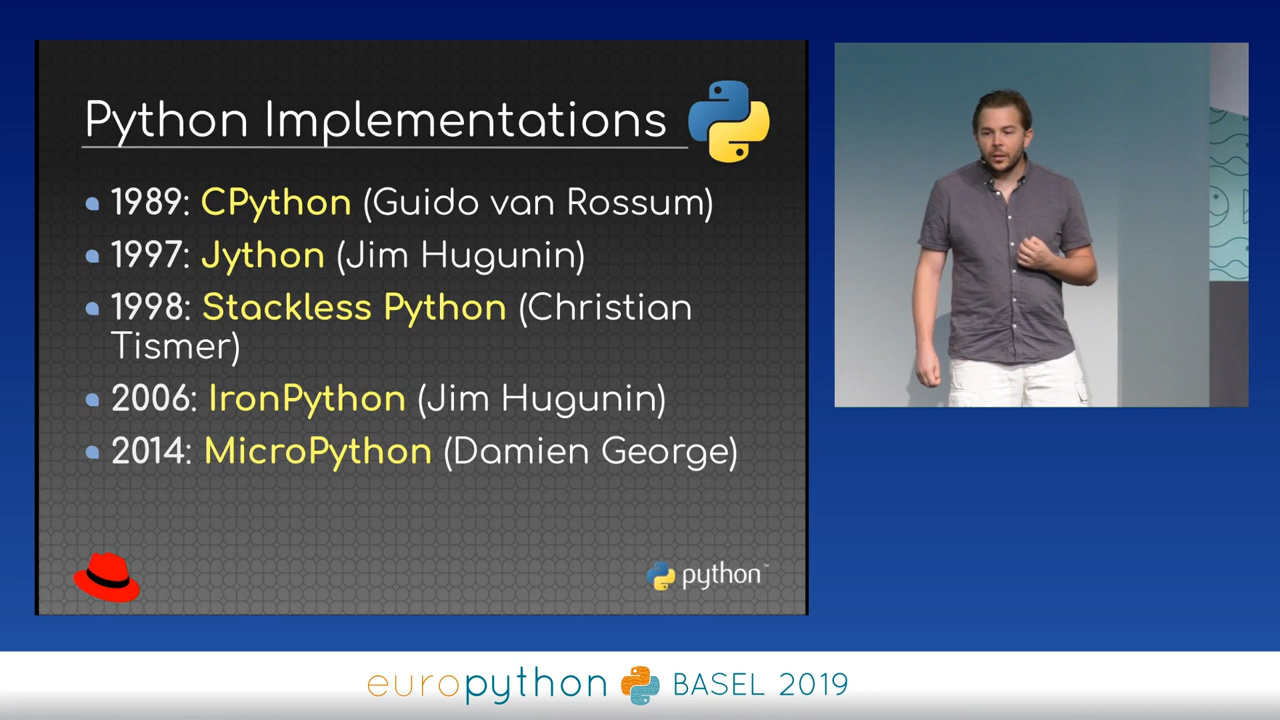 Python Implementations
1989: CPython (Guido van Rossum)
1997: Jython (Jim Hugunin)
1998: Stackless Python (Christian
Tismer)
2006: IronPython (Jim Hugunin)
2014: MicroPython (Damien George)
python™
europython BASEL 2019